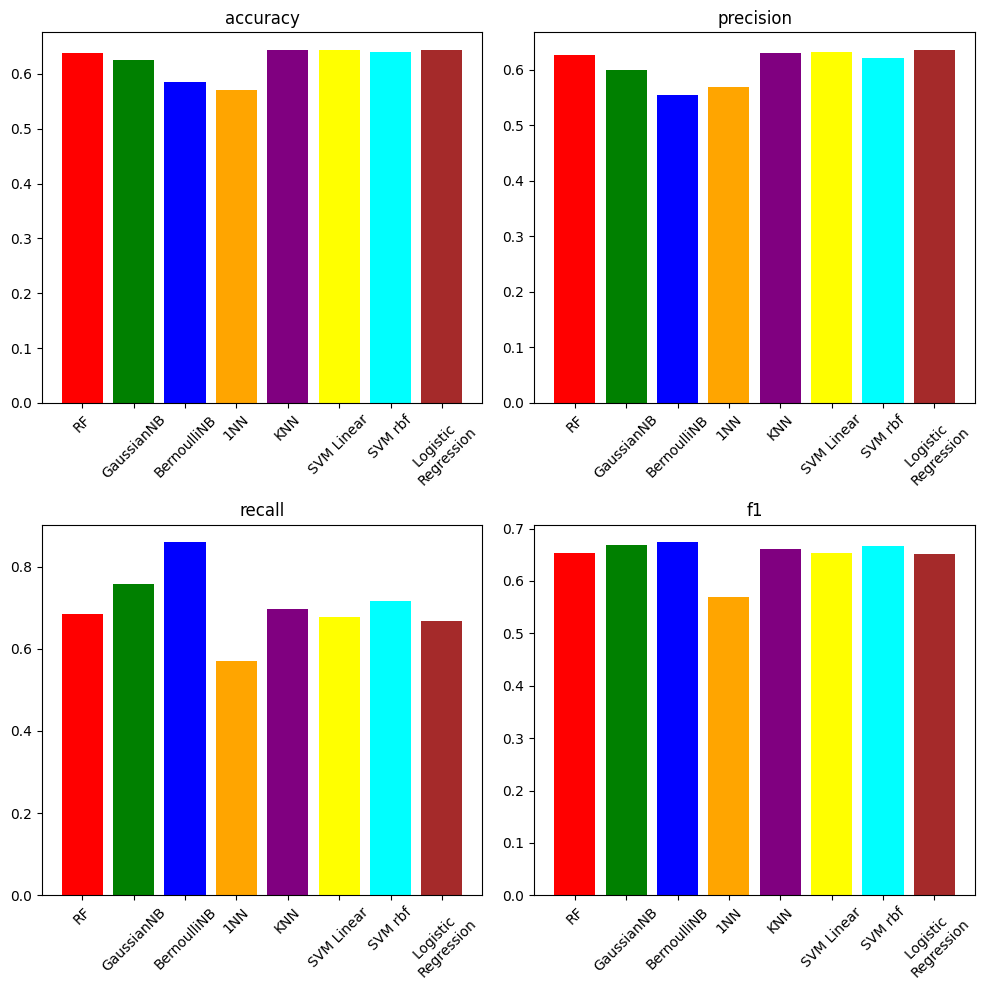 accuracy
0.6
0.5
0.4
0.3
0.2
0.1
0.0
RF
GaussianNB
BernoulliNB
1NN
KNN
SVM Linear
SVM rbf
Logistic
Regression
precision
0.6
0.5
0.4
0.3
0.2
0.1
0.0
RF
GaussianNB
BernoulliNB
1NN
KNN
SVM Linear
SVM rbf
Logistic
Regression
recall
0.8
0.6
0.4
0.2
0.0
RF
GaussianNB
BernoulliNB
1NN
KNN
SVM Linear
SVM rbf
Logistic
Regression
f1
0.7
0.6
0.5
0.4
0.3
0.2
0.1
0.0
RF
GaussianNB
BernoulliNB
1NN
KNN
SVM Linear
SVM rbf
Logistic
Regression